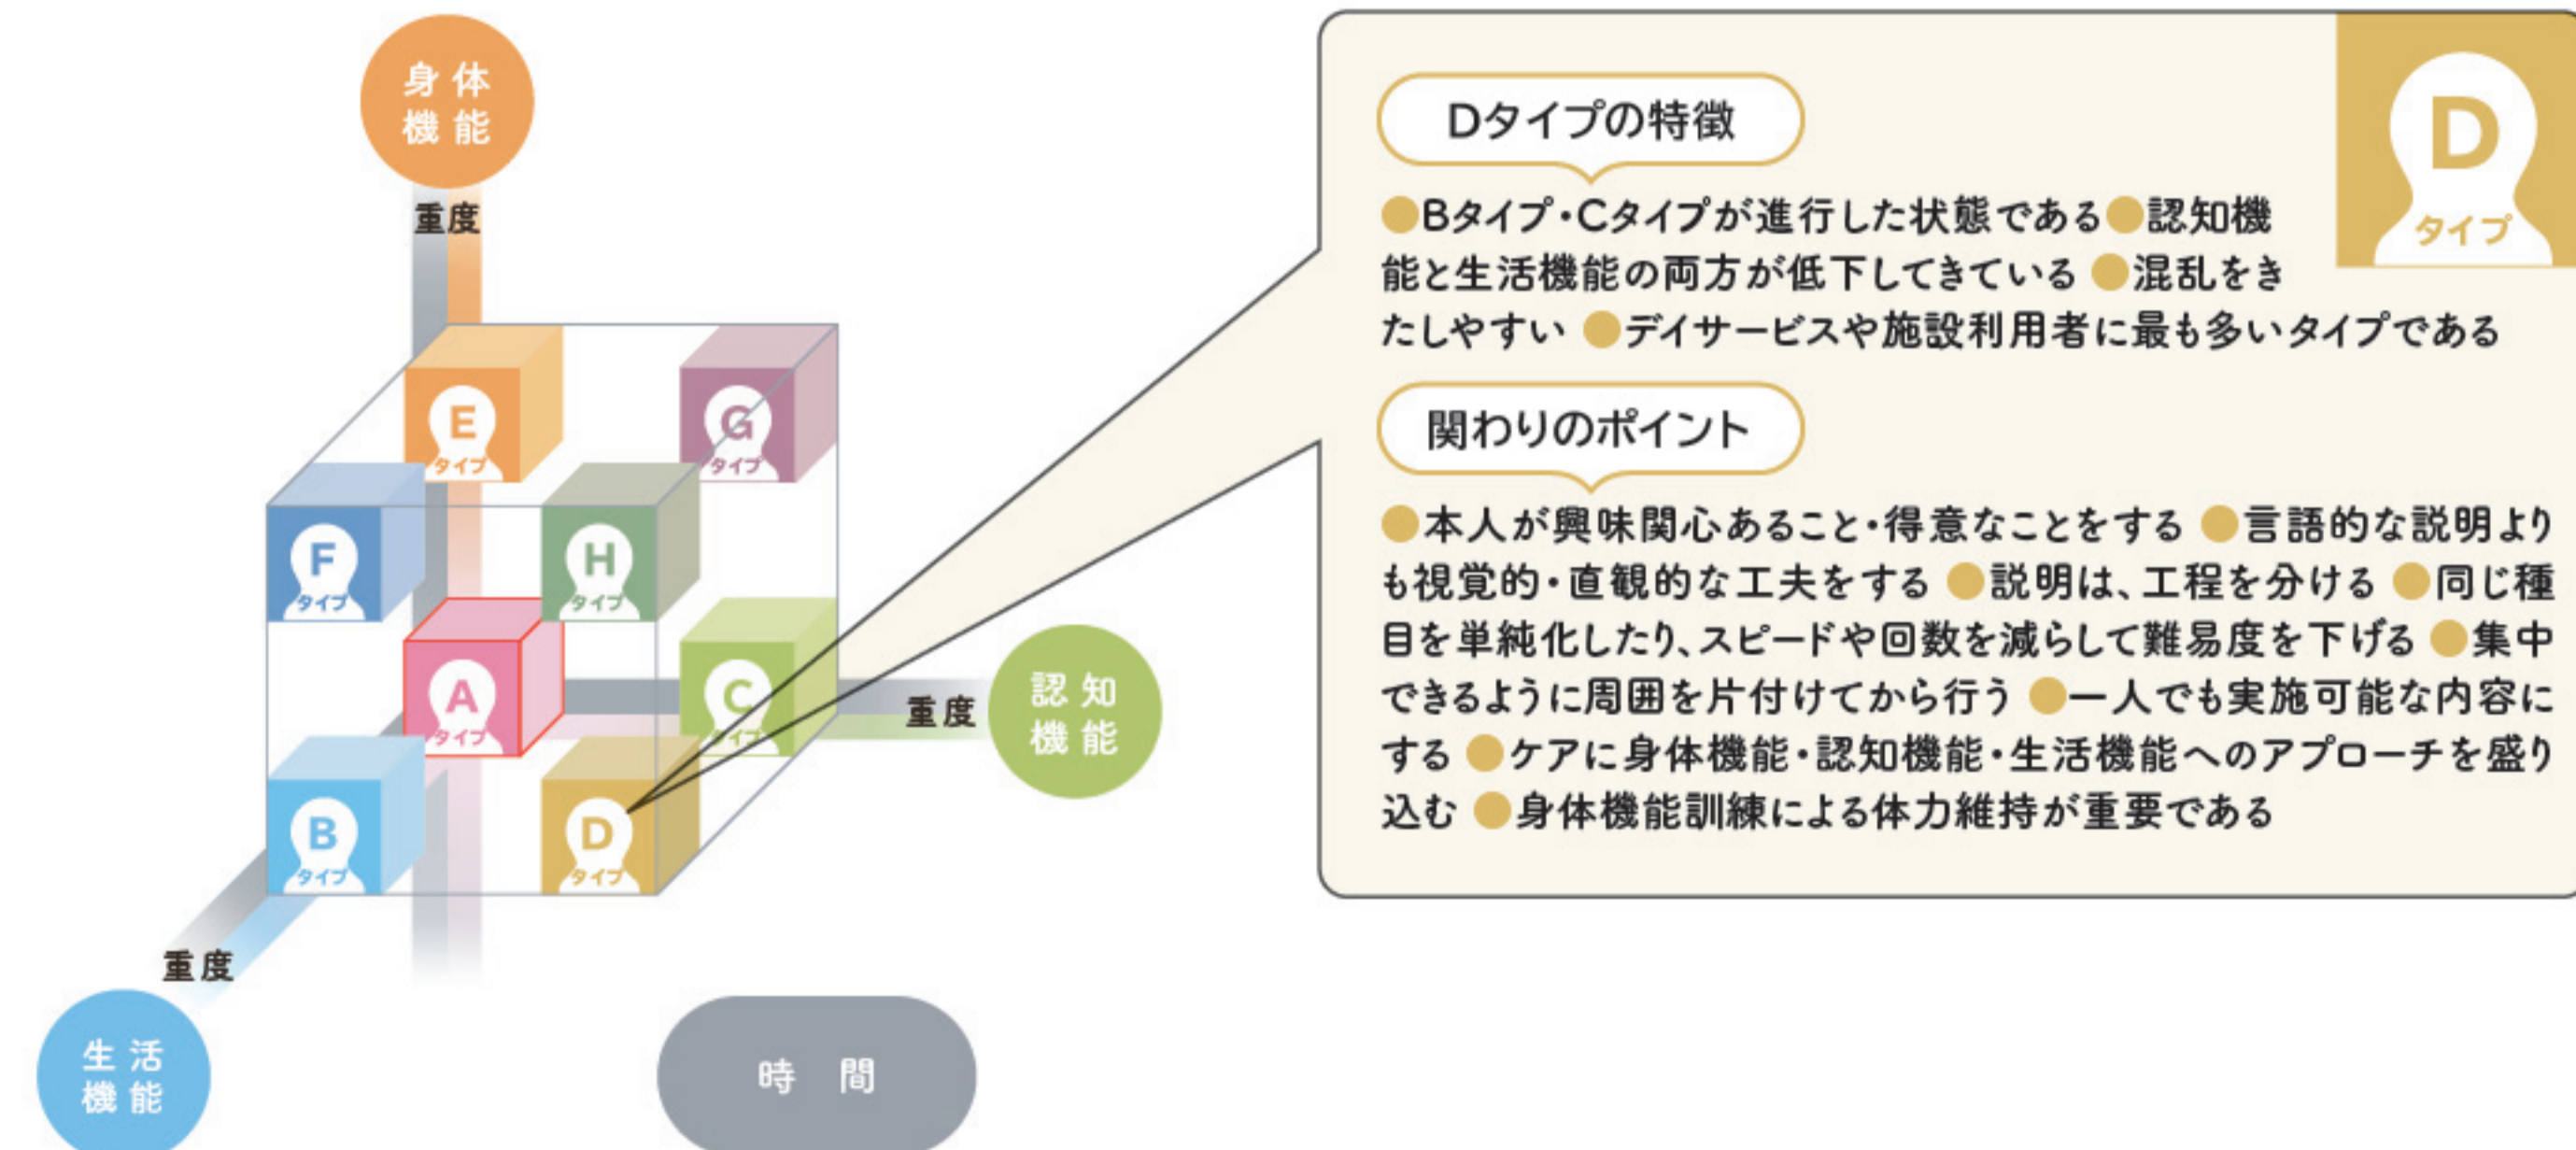 身体
機能
重度
E
タイプ
G
タイプ
F
タイプ
H
タイプ
A
タイプ
C
タイプ
重度
認知
機能
B
タイプ
D
タイプ
重度
生活
機能
時間
Dタイプの特徴
D
タイプ
●Bタイプ・Cタイプが進行した状態である●認知機
能と生活機能の両方が低下してきている ●混乱をき
たしやすい ●デイサービスや施設利用者に最も多いタイプである
関わりのポイント
●本人が興味関心あること・得意なことをする ●言語的な説明より
も視覚的・直観的な工夫をする ●説明は、工程を分ける ●同じ種
目を単純化したり、スピードや回数を減らして難易度を下げる ●集中
できるように周囲を片付けてから行う ●一人でも実施可能な内容に
する ●ケアに身体機能・認知機能・生活機能へのアプローチを盛り
込む ●身体機能訓練による体力維持が重要である